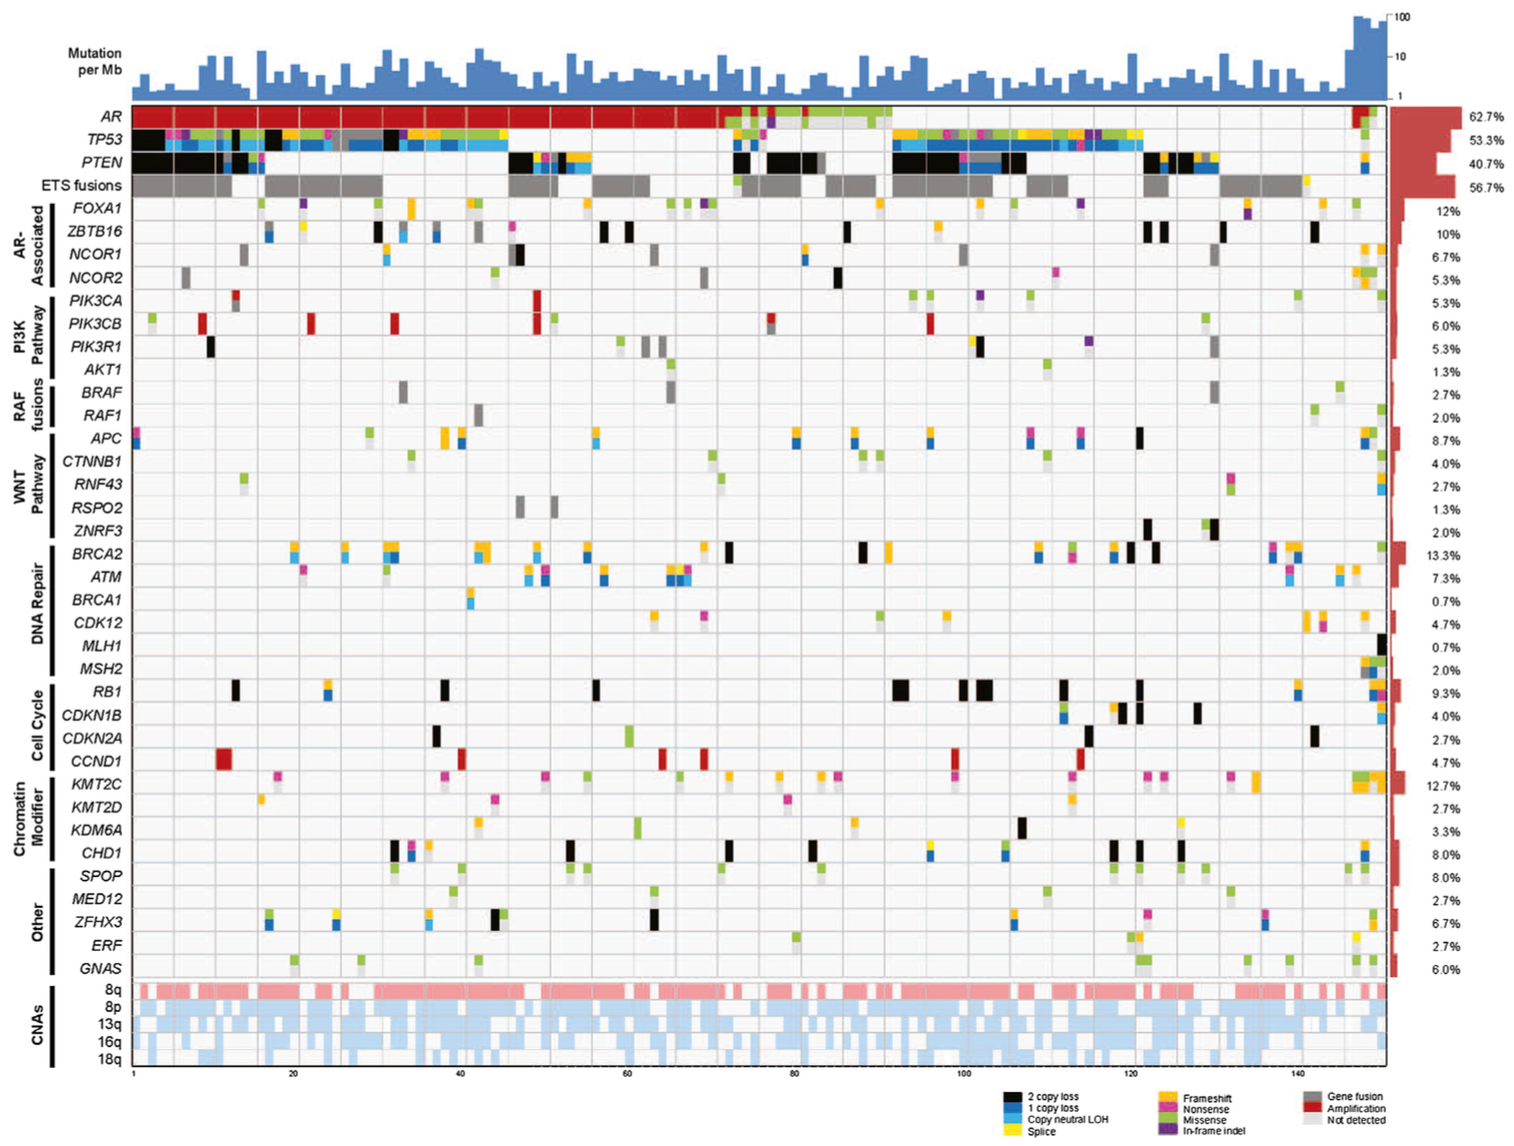 Mutation
per Mb
100
10
1
AR 62.7%
TP53 53.3%
PTEN 40.7%
ETS fusions 56.7%
AR-
Associated
FOXA1 12%
ZBTB16 10%
NCOR1 6.7%
NCOR2 5.3%
PI3K
Pathway
PIK3CA 5.3%
PIK3CB 6.0%
PIK3R1 5.3%
AKT1 1.3%
RAF
fusions
BRAF 2.7%
RAF1 2.0%
WNT
Pathway
APC 8.7%
CTNNB1 4.0%
RNF43 2.7%
RSPO2 1.3%
ZNRF3 2.0%
DNA Repair
BRCA2 13.3%
ATM 7.3%
BRCA1 0.7%
CDK12 4.7%
MLH1 0.7%
MSH2 2.0%
Cell Cycle
RB1 9.3%
CDKN1B 4.0%
CDKN2A 2.7%
CCND1 4.7%
Chromatin
Modifier
KMT2C 12.7%
KMT2D 2.7%
KDM6A 3.3%
CHD1 8.0%
Other
SPOP 8.0%
MED12 2.7%
ZFHX3 6.7%
ERF 2.7%
GNAS 6.0%
CNAs
8q
8p
13q
16q
18q
1 20 40 60 80 100 120 140
2 copy loss
1 copy loss
Copy neutral LOH
Splice
Frameshift
Nonsense
Missense
In-frame indel
Gene fusion
Amplification
Not detected